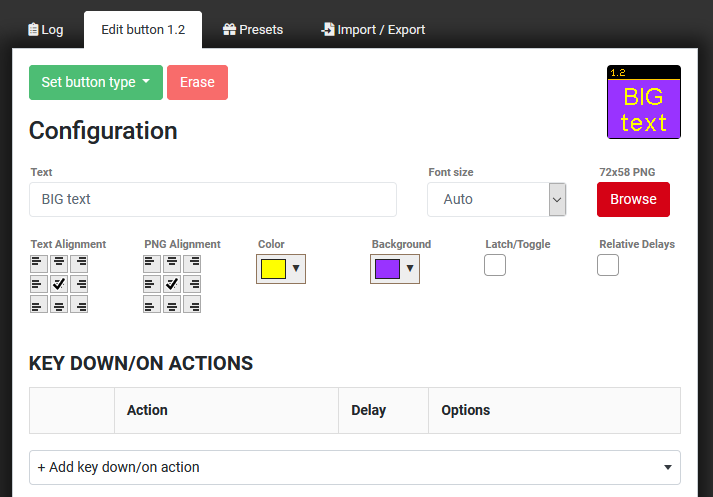 Log
Edit button 1.2
Presets
Import / Export
Set button type
Erase
1.2
BIG
text
Configuration
Text
Font size
72x58 PNG
BIG text
Auto
Browse
Text Alignment
PNG Alignment
Color
Background
Latch/Toggle
Relative Delays
KEY DOWN/ON ACTIONS
Action
Delay
Options
+ Add key down/on action